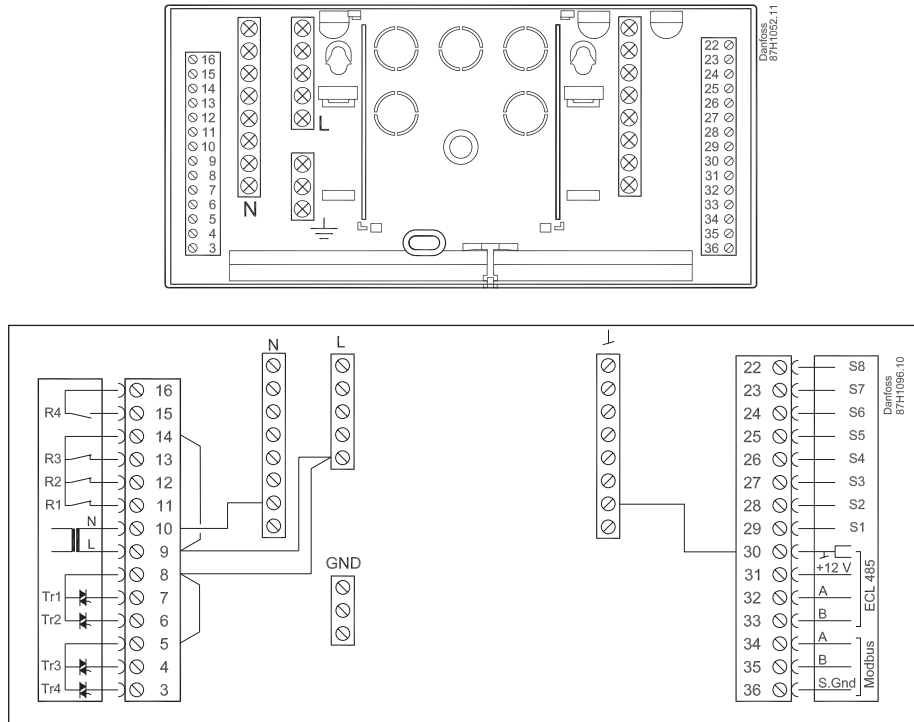 Danfoss
87H1052.11
16
15
14
13
12
11
10
9
8
7
6
5
4
3
N
L
22
23
24
25
26
27
28
29
30
31
32
33
34
35
36
Danfoss
87H1096.10
N
L
GND
R4
R3
R2
R1
N
L
Tr1
Tr2
Tr3
Tr4
16
15
14
13
12
11
10
9
8
7
6
5
4
3
22 S8
23 S7
24 S6
25 S5
26 S4
27 S3
28 S2
29 S1
30
31 +12 V
32 A
33 B
34 A
35 B
36 S.Gnd
ECL 485
Modbus